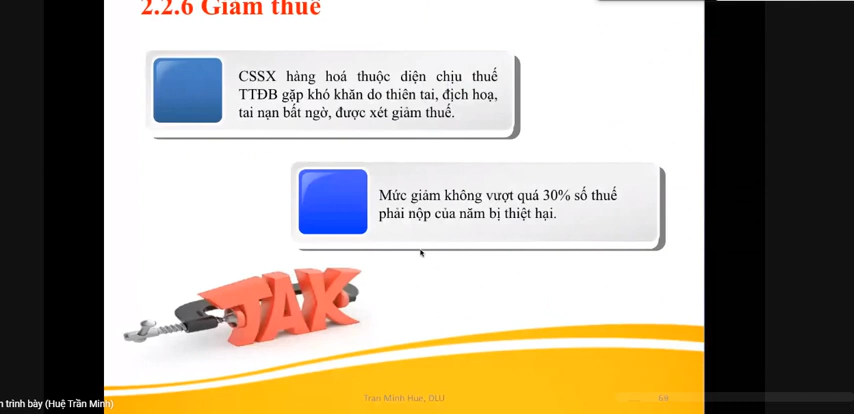 2.2.6 Giảm thuế
CSSX hàng hoá thuộc diện chịu thuế
TTĐB gặp khó khăn do thiên tai, địch hoạ,
tai nạn bất ngờ, được xét giảm thuế.
Mức giảm không vượt quá 30% số thuế
phải nộp của năm bị thiệt hại.
TAX
Tran Minh Hue, DLU
68
n trình bày (Huệ Trần Minh)